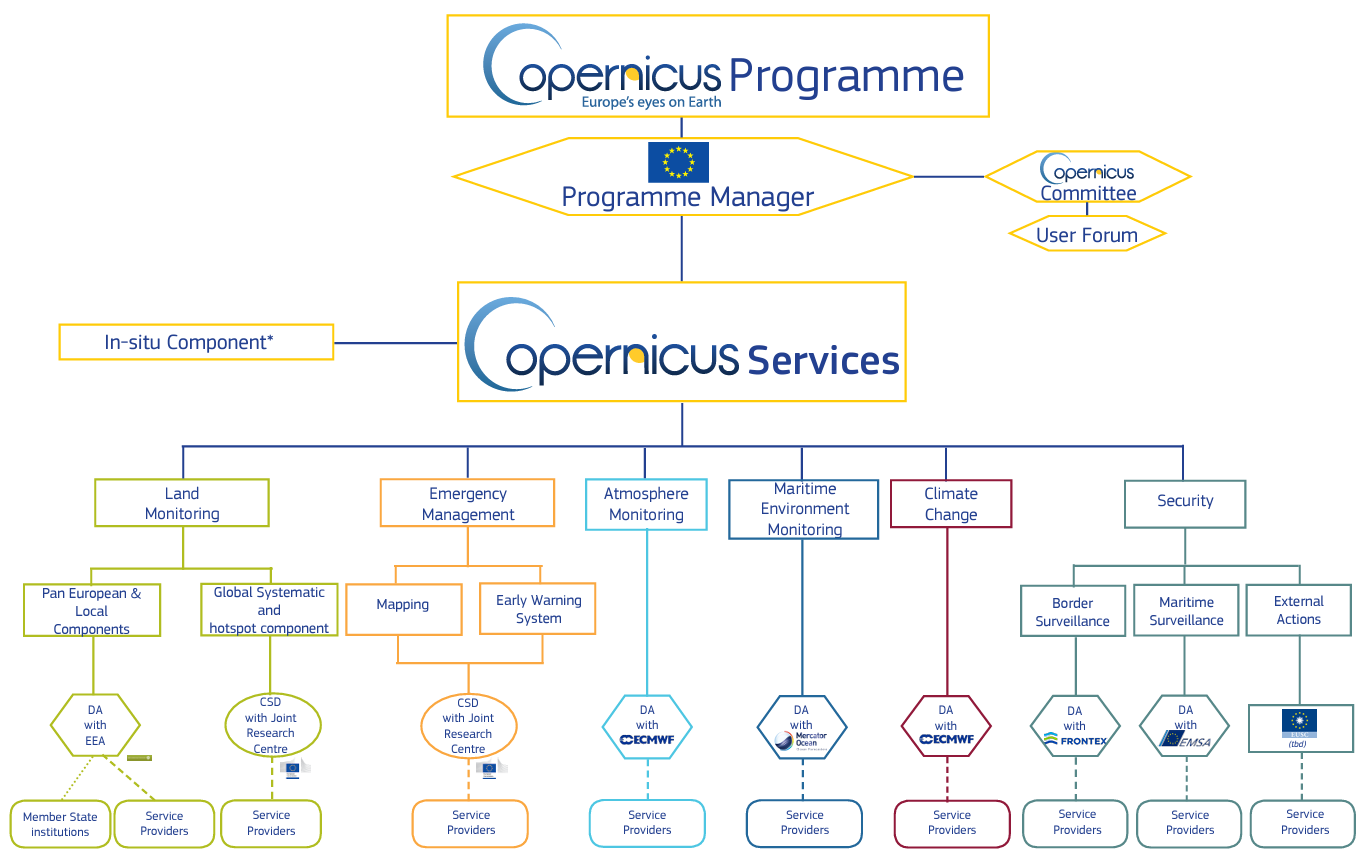 Copernicus Programme
Europe's eyes on Earth
Programme Manager
Copernicus
Committee
User Forum
In-situ Component*
Copernicus Services
Land
Monitoring
Emergency
Management
Atmosphere
Monitoring
Maritime
Environment
Monitoring
Climate
Change
Security
Pan European &
Local
Components
Global Systematic
and
hotspot component
Mapping
Early Warning
System
Border
Surveillance
Maritime
Surveillance
External
Actions
DA
with
EEA
CSD
with Joint
Research
Centre
CSD
with Joint
Research
Centre
DA
with
ECMWF
DA
with
Mercator
Ocean
DA
with
ECMWF
DA
with
FRONTEX
DA
with
EMSA
(tbd)
Member State
institutions
Service
Providers
Service
Providers
Service
Providers
Service
Providers
Service
Providers
Service
Providers
Service
Providers
Service
Providers
Service
Providers